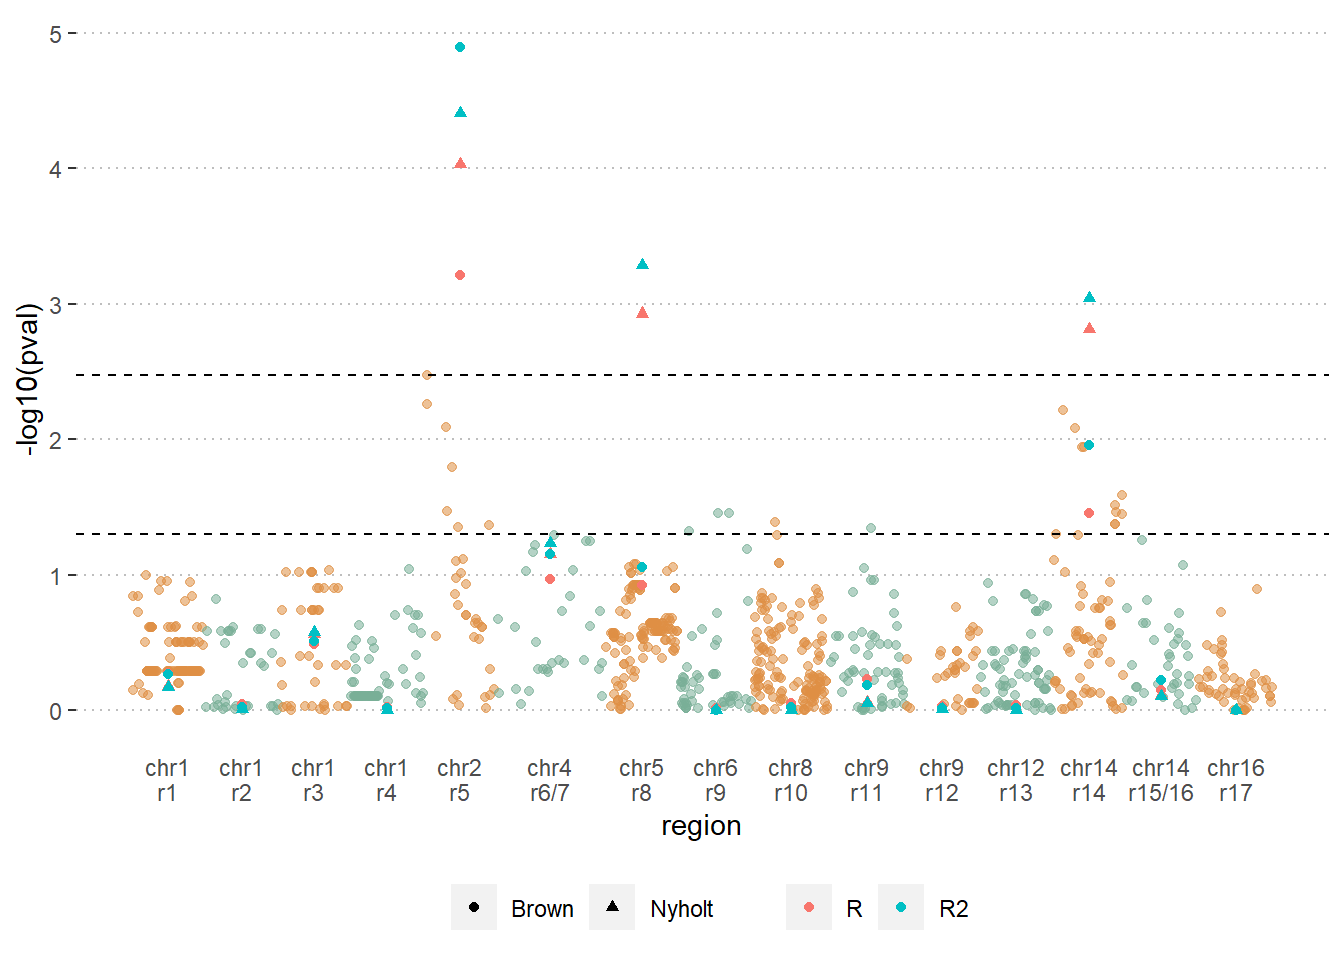 5
4
3
2
1
0
-log10(pval)
chr1 chr1 chr1 chr1 chr2 chr4 chr5 chr6 chr8 chr9 chr9 chr12 chr14 chr14 chr16
r1 r2 r3 r4 r5 r6/7 r8 r9 r10 r11 r12 r13 r14 r15/16 r17
region
Brown Nyholt R R2